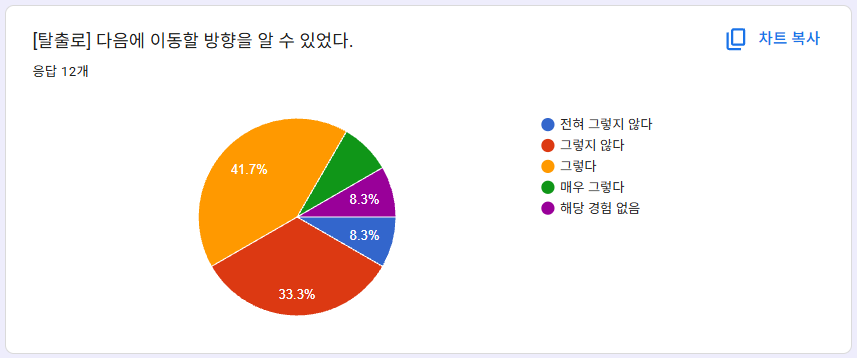 [탈출로] 다음에 이동할 방향을 알 수 있었다.
차트 복사
응답 12개
41.7%
8.3%
8.3%
33.3%
전혀 그렇지 않다
그렇지 않다
그렇다
매우 그렇다
해당 경험 없음